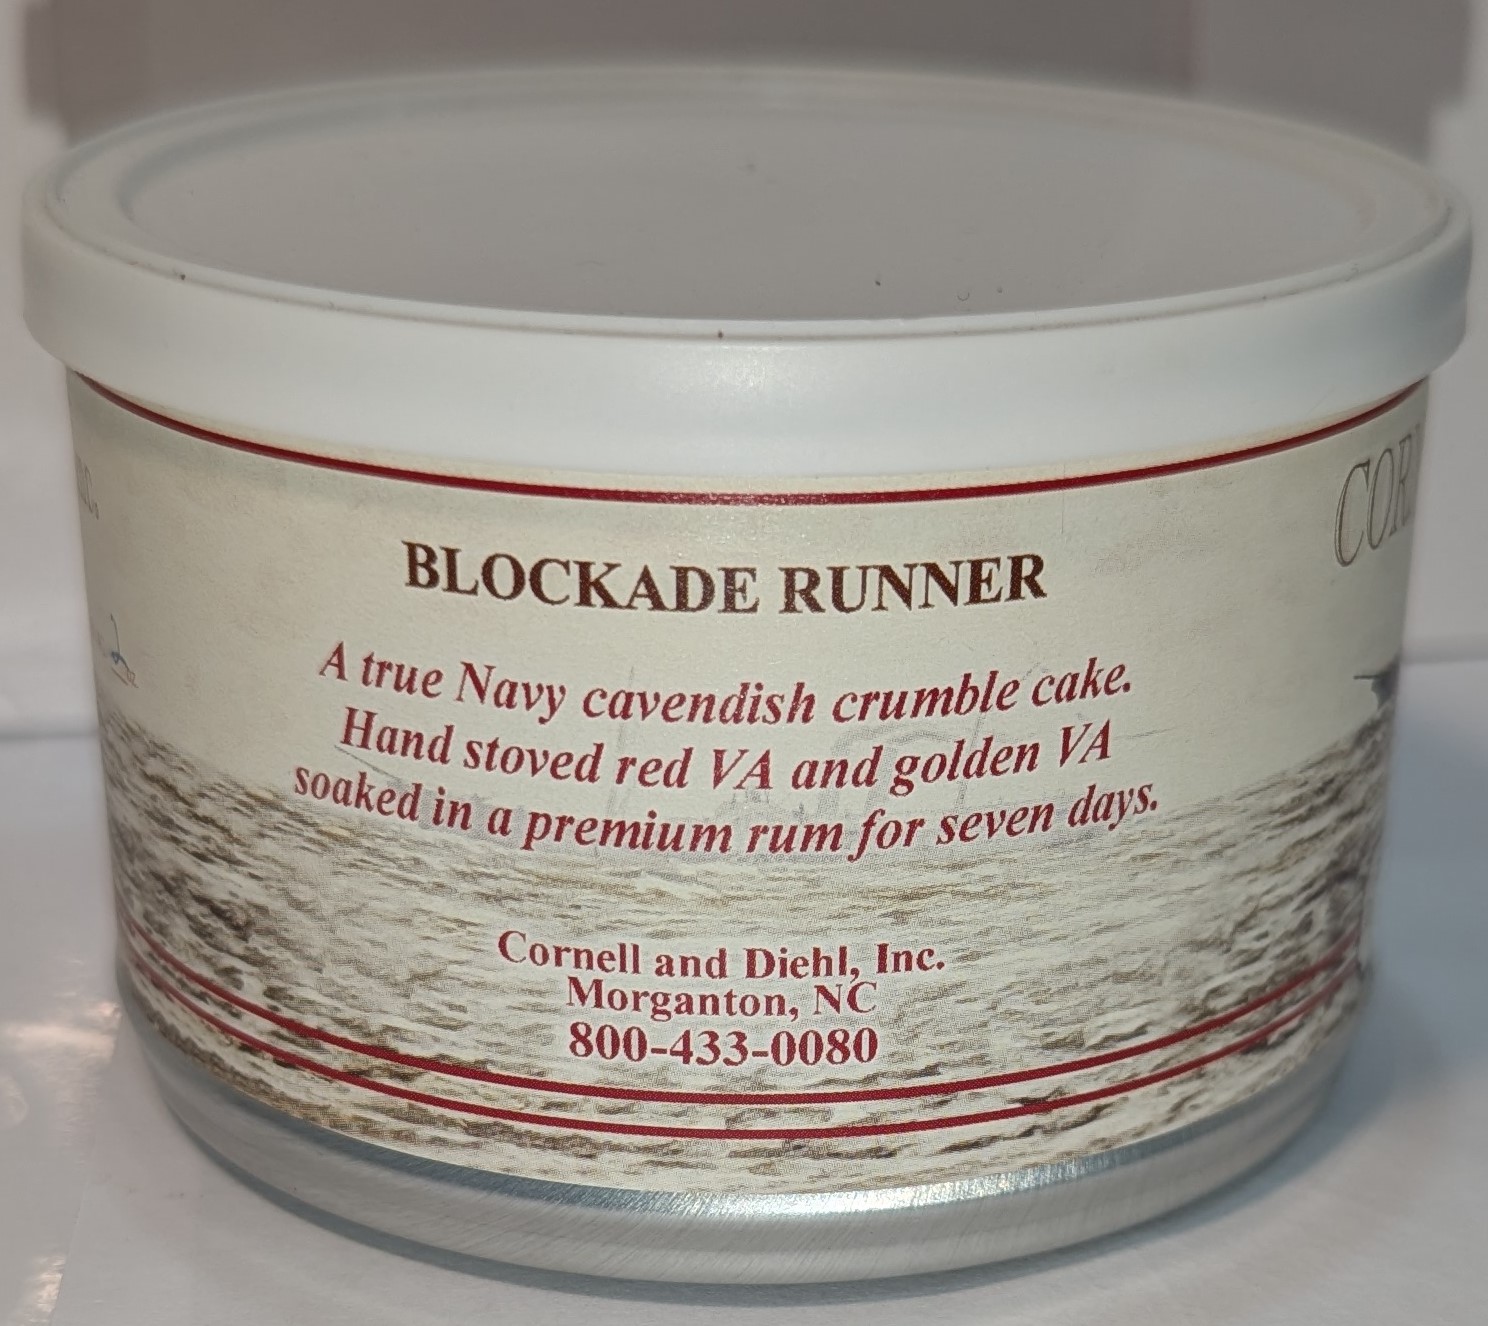 BLOCKADE RUNNER
A true Navy cavendish crumble cake.
Hand stoved red VA and golden VA
soaked in a premium rum for seven days.
Cornell and Diehl, Inc.
Morganton, NC
800-433-0080
COR